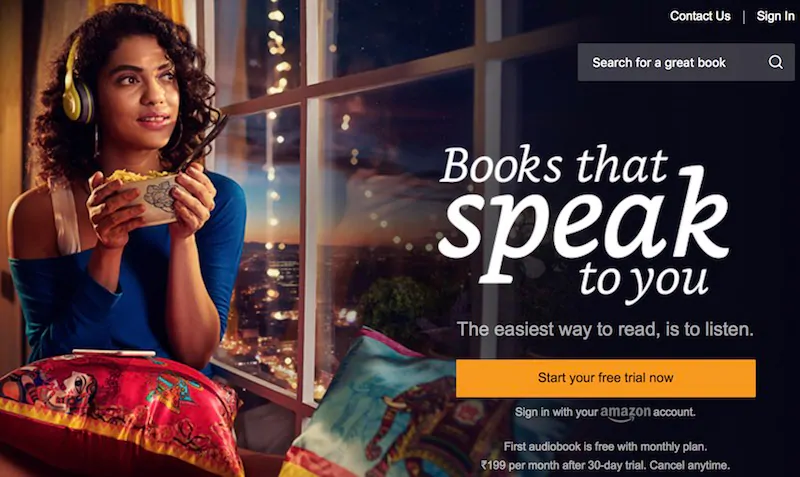 Contact Us | Sign In
Search for a great book
Books that
speak
to you
The easiest way to read, is to listen.
Start your free trial now
Sign in with your amazon account.
First audiobook is free with monthly plan.
₹199 per month after 30-day trial. Cancel anytime.